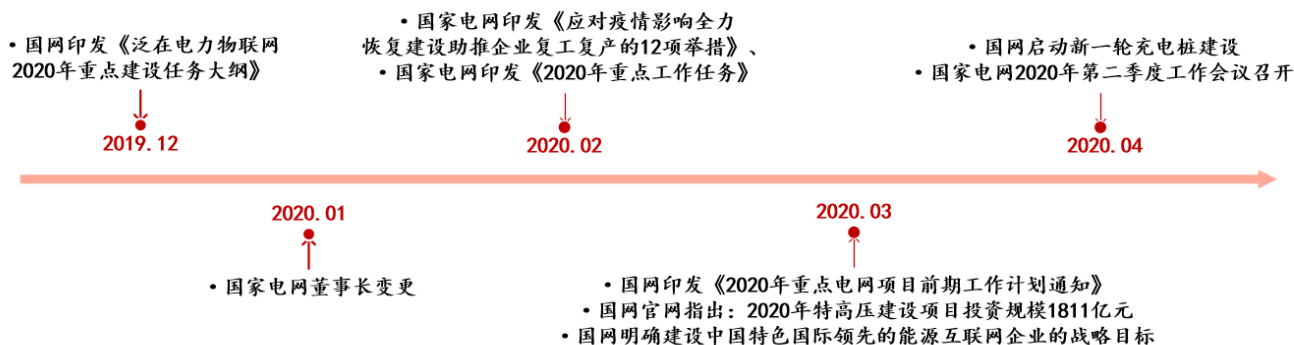 • 国网印发《泛在电力物联网
2020年重点建设任务大纲》
2019.12
2020.01
• 国家电网董事长变更
• 国家电网印发《应对疫情影响全力
恢复建设助推企业复工复产的12项举措》、
• 国家电网印发《2020年重点工作任务》
2020.02
2020.03
• 国网印发《2020年重点电网项目前期工作计划通知》
• 国网官网指出：2020年特高压建设项目投资规模1811亿元
• 国网明确建设中国特色国际领先的能源互联网企业的战略目标
• 国网启动新一轮充电桩建设
• 国家电网2020年第二季度工作会议召开
2020.04